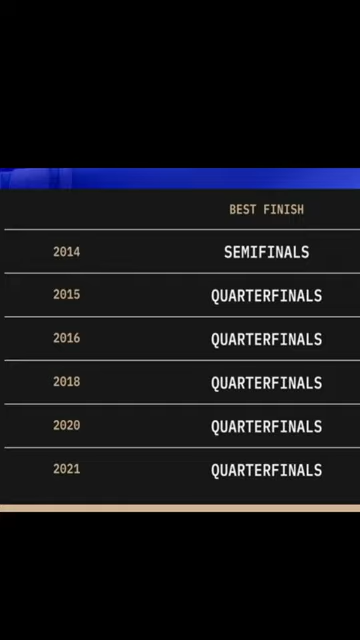 BEST FINISH
2014 SEMIFINALS
2015 QUARTERFINALS
2016 QUARTERFINALS
2018 QUARTERFINALS
2020 QUARTERFINALS
2021 QUARTERFINALS